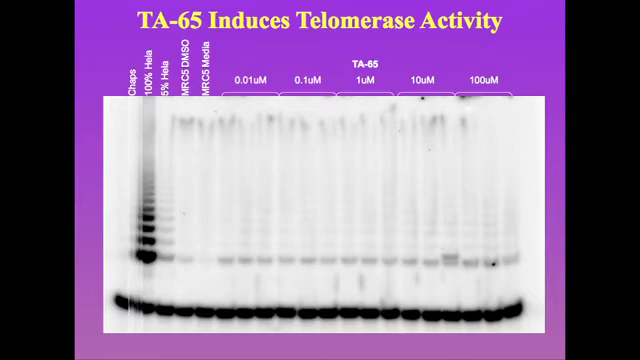 TA-65 Induces Telomerase Activity
Chaps
100% Hela
5% Hela
MRC5 DMSO
MRC5 Media
TA-65
0.01uM
0.1uM
1uM
10uM
100uM